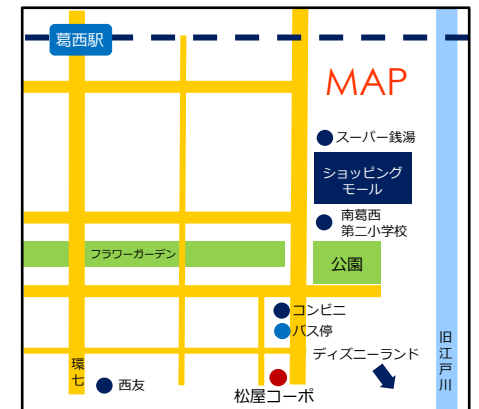 葛西駅
MAP
スーパー銭湯
ショッピング
モール
南葛西
第二小学校
フラワーガーデン
公園
コンビニ
バス停
ディズニーランド
旧江戸川
環七
西友
松屋コーポ